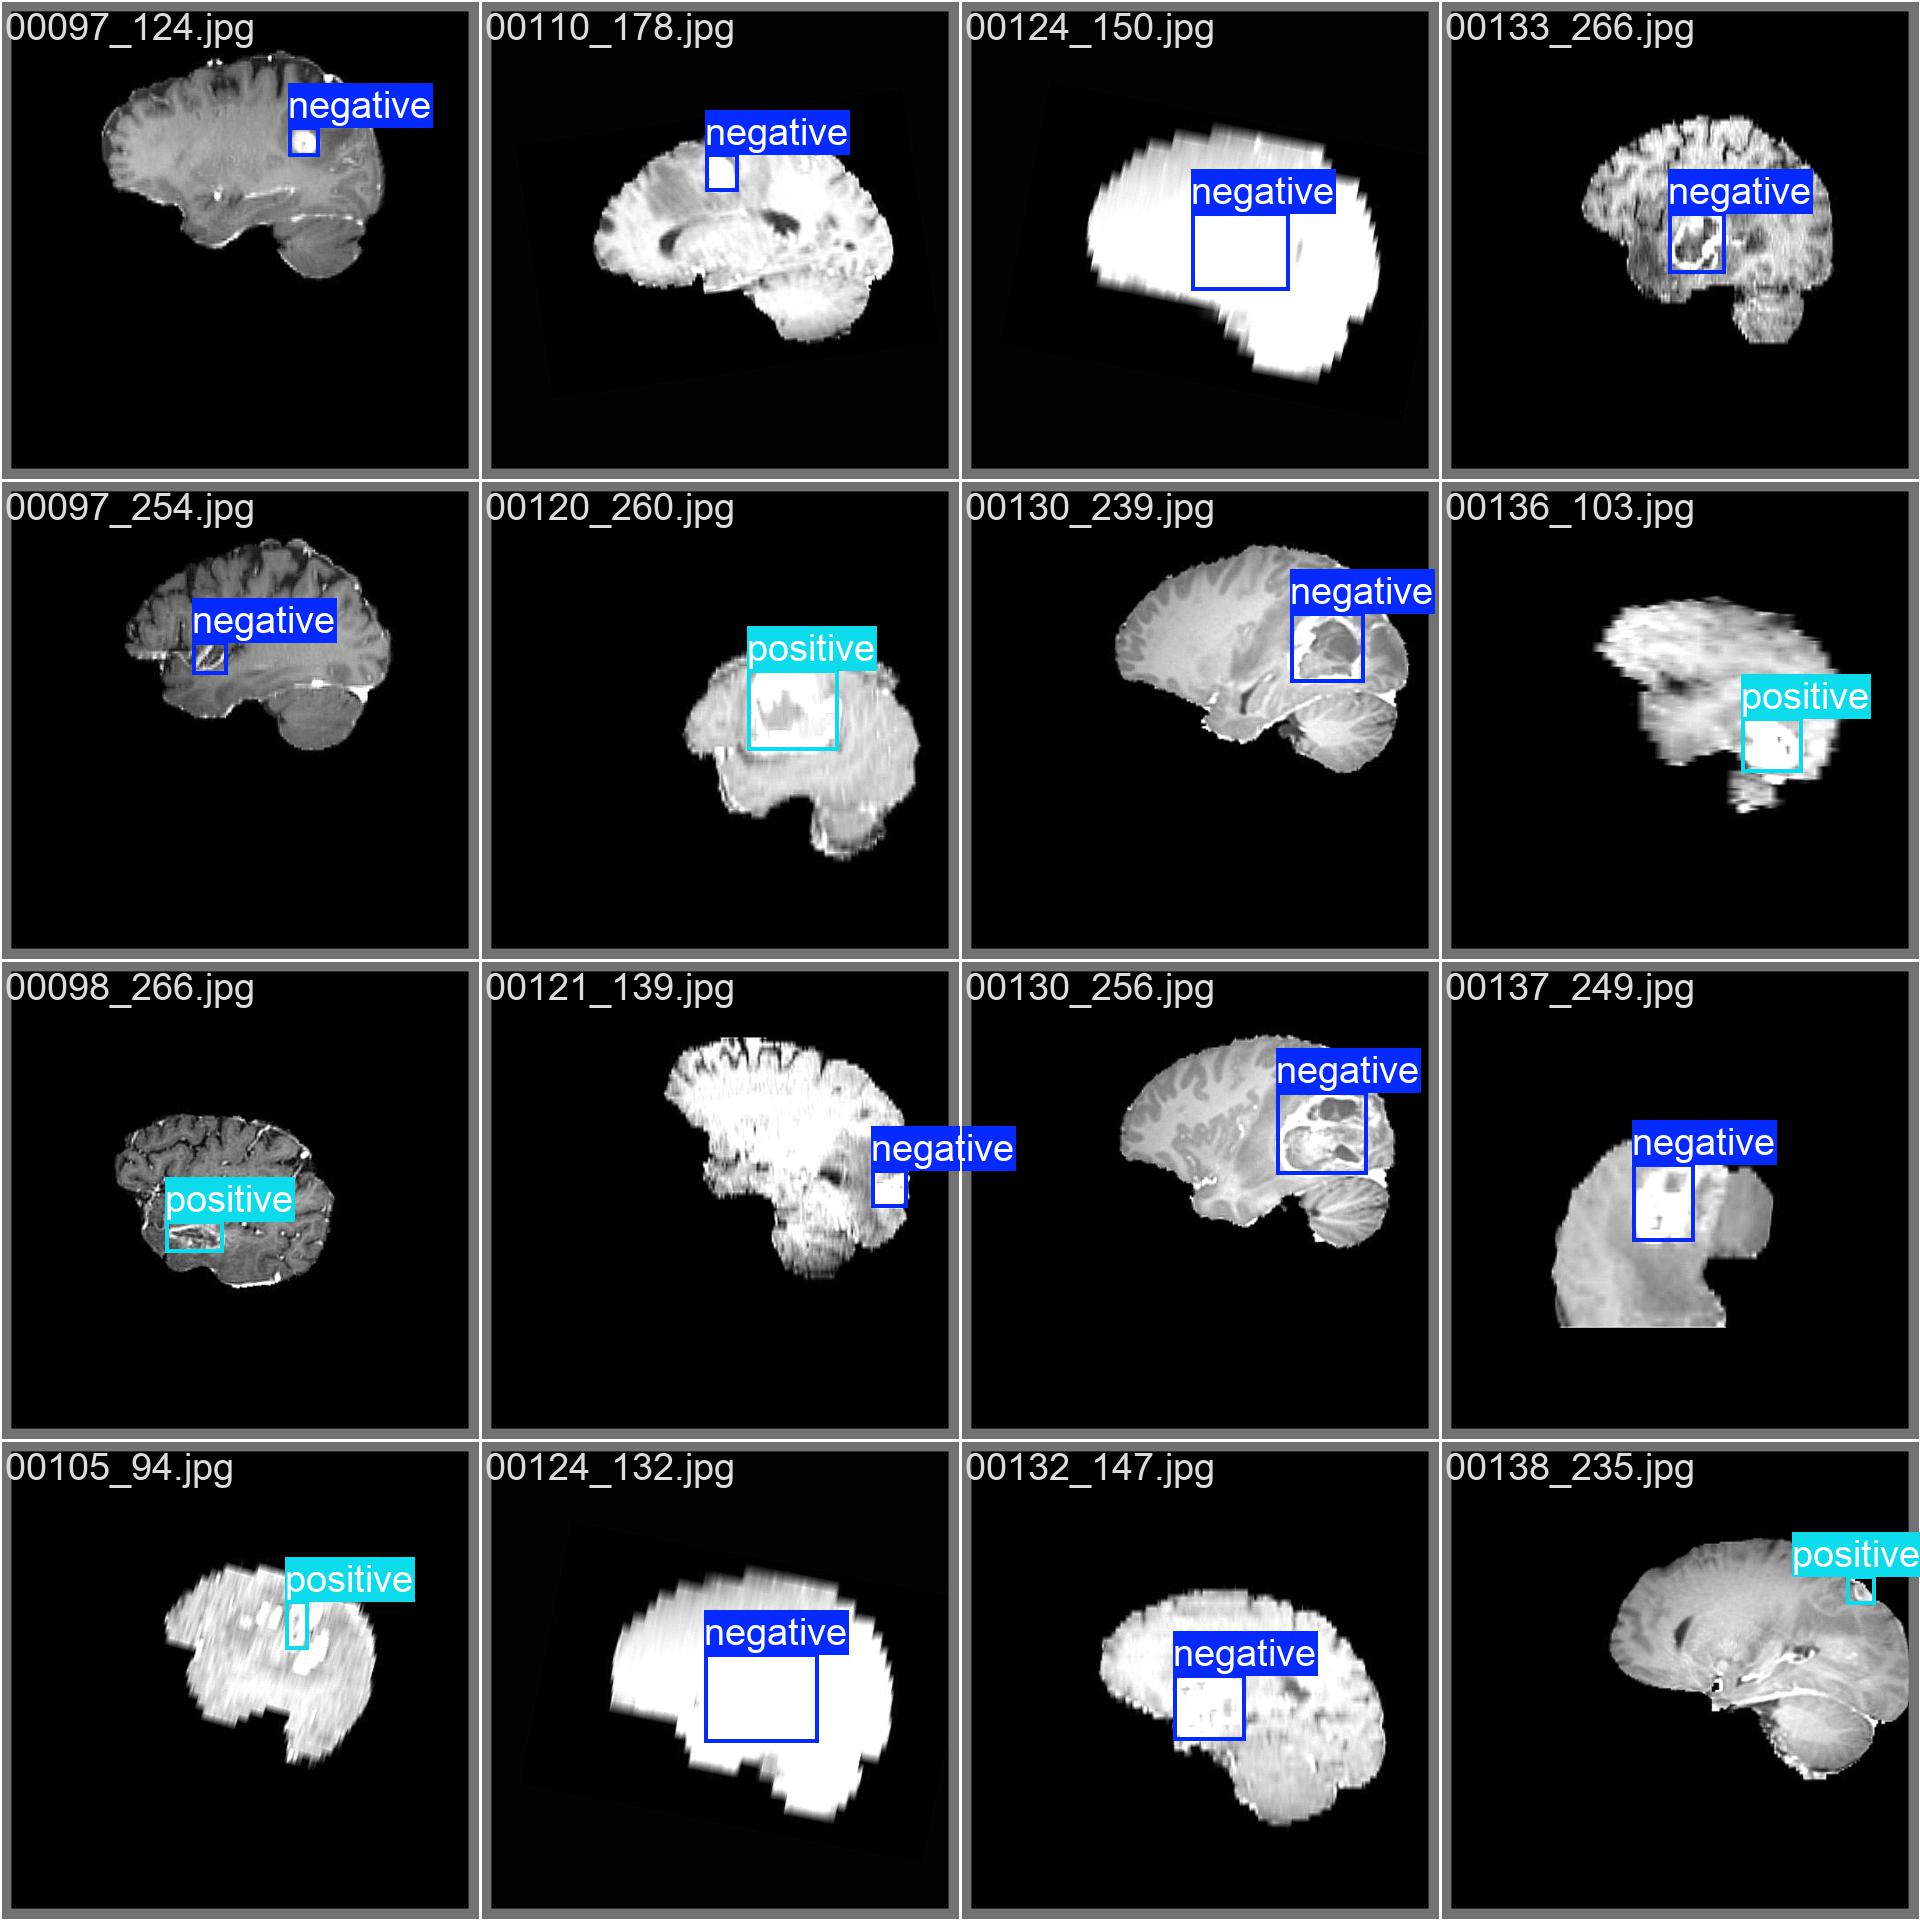 00097_124.jpg
negative
00110_178.jpg
negative
00124_150.jpg
negative
00133_266.jpg
negative
00097_254.jpg
negative
00120_260.jpg
positive
00130_239.jpg
negative
00136_103.jpg
positive
00098_266.jpg
positive
00121_139.jpg
negative
00130_256.jpg
negative
00137_249.jpg
negative
00105_94.jpg
positive
00124_132.jpg
negative
00132_147.jpg
negative
00138_235.jpg
positive